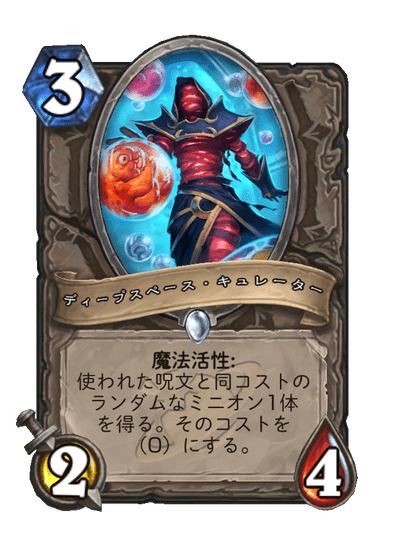 3
ディープスペース・キュレーター
魔法活性:
使われた呪文と同コストの
ランダムなミニオン1体
を得る。そのコストを
（0）にする。
2
4